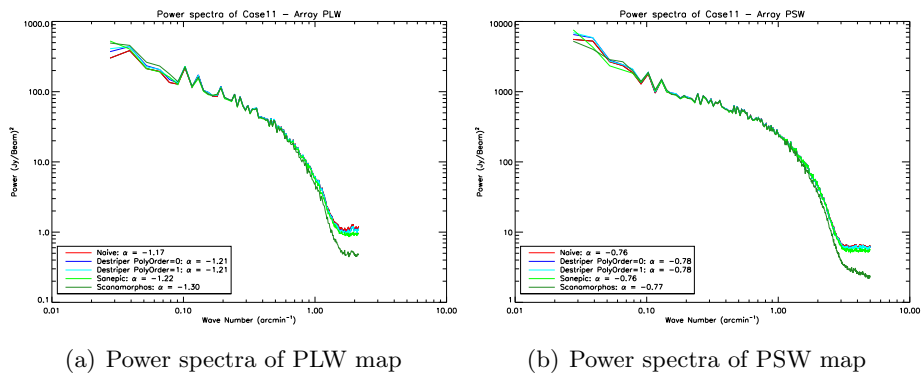 Power spectra of Case11 - Array PLW
1000.0
100.0
10.0
1.0
0.1
Power (Jy/Beam)²
Naive: α = -1.17
Destriper PolyOrder=0: α = -1.21
Destriper PolyOrder=1: α = -1.21
Sanepic: α = -1.22
Scanamorphos: α = -1.30
0.01 0.10 1.00 10.00
Wave Number (arcmin⁻¹)
(a) Power spectra of PLW map
Power spectra of Case11 - Array PSW
10000
1000
100
10
1
Power (Jy/Beam)²
Naive: α = -0.76
Destriper PolyOrder=0: α = -0.78
Destriper PolyOrder=1: α = -0.78
Sanepic: α = -0.76
Scanamorphos: α = -0.77
0.01 0.10 1.00 10.00
Wave Number (arcmin⁻¹)
(b) Power spectra of PSW map